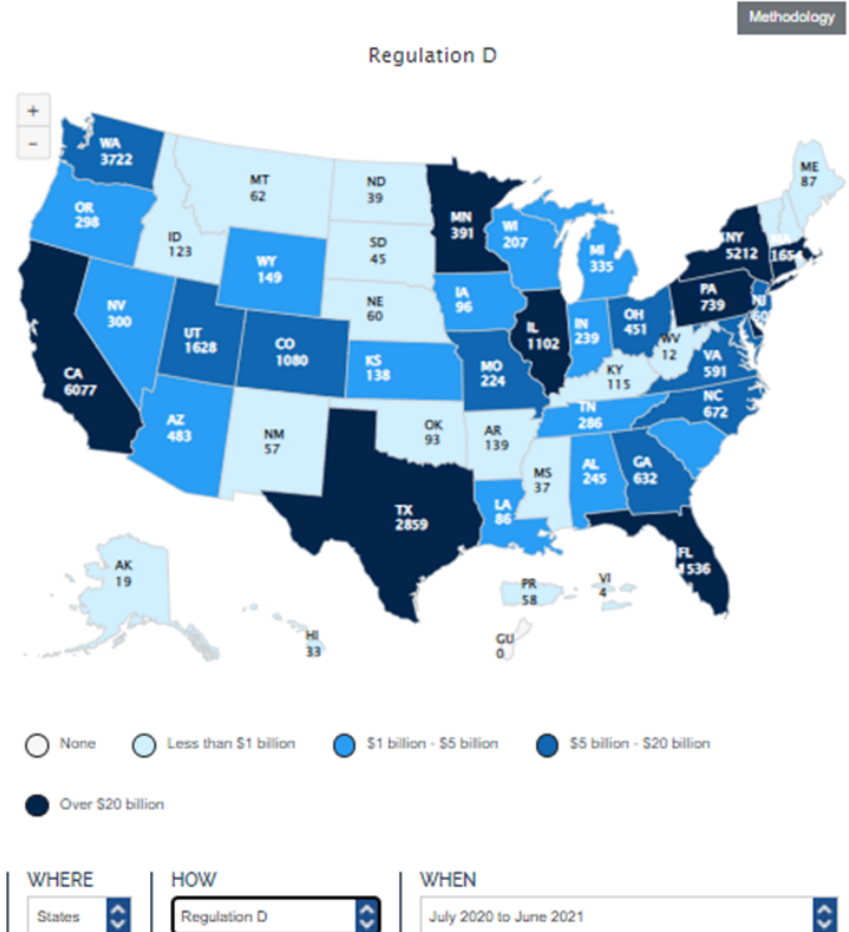 Methodology
Regulation D
+
−
WA
3722
OR
298
CA
6077
NV
300
ID
123
MT
62
WY
149
UT
1628
AZ
483
CO
1080
NM
57
ND
39
SD
45
NE
60
KS
138
OK
93
TX
2859
MN
391
IA
96
MO
224
AR
139
LA
86
WI
207
IL
1102
MS
37
MI
335
IN
239
KY
115
TN
286
AL
245
OH
451
WV
12
VA
591
NC
672
GA
632
FL
1536
PA
739
NY
5212
NJ
ME
87
AK
19
HI
33
PR
58
VI
4
GU
0
None
Less than $1 billion
$1 billion - $5 billion
$5 billion - $20 billion
Over $20 billion
WHERE
HOW
WHEN
States
Regulation D
July 2020 to June 2021